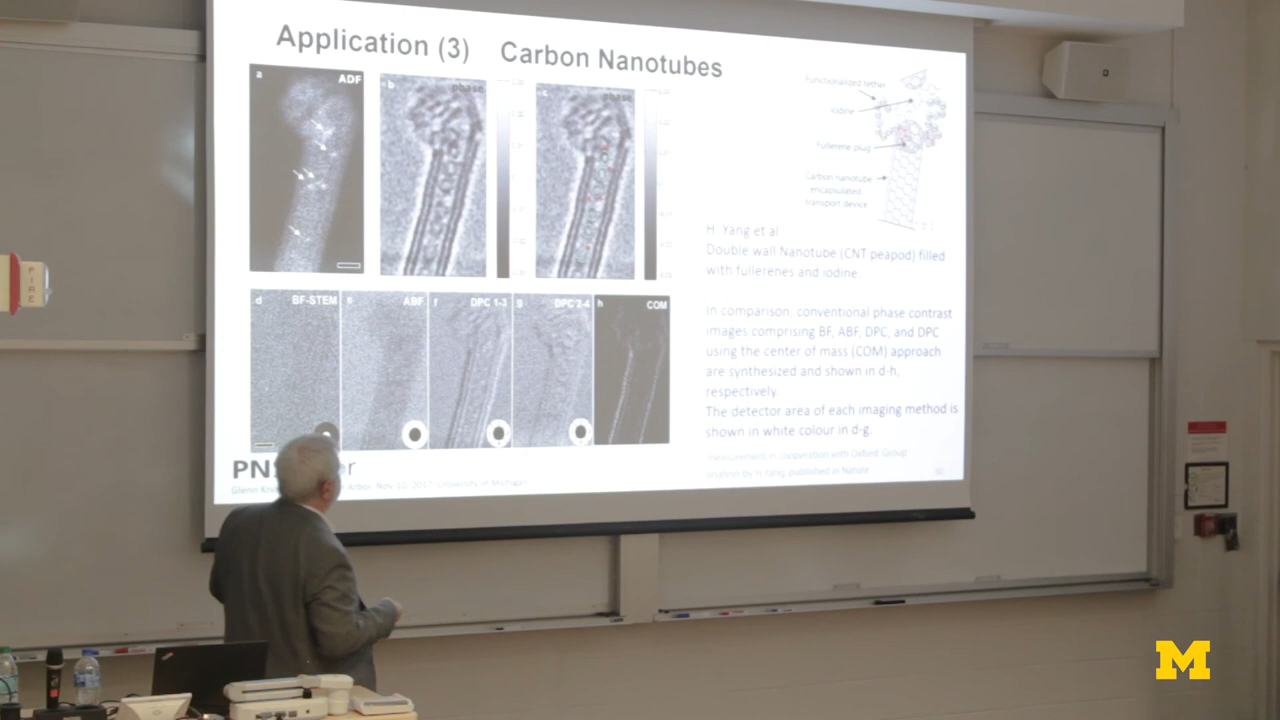 Application (3) Carbon Nanotubes
a ADF
b phase
c phase
Functionalized tether
Iodine
Fullerene plug
Carbon nanotube
encapsulated
transport device
H. Yang et al
Double wall Nanotube (CNT peapod) filled
with fullerenes and iodine.
In comparison, conventional phase contrast
images comprising BF, ABF, DPC, and DPC
using the center of mass (COM) approach
are synthesized and shown in d-h,
respectively.
The detector area of each imaging method is
shown in white colour in d-g.
d BF-STEM
e ABF
f DPC 1-3
g DPC 2-4
h COM
measurement in cooperation with Oxford Group
analysis by H.Yang, published in Nature
PNS
Arbor, Nov-10, 2017, University of Michigan
FIRE
M